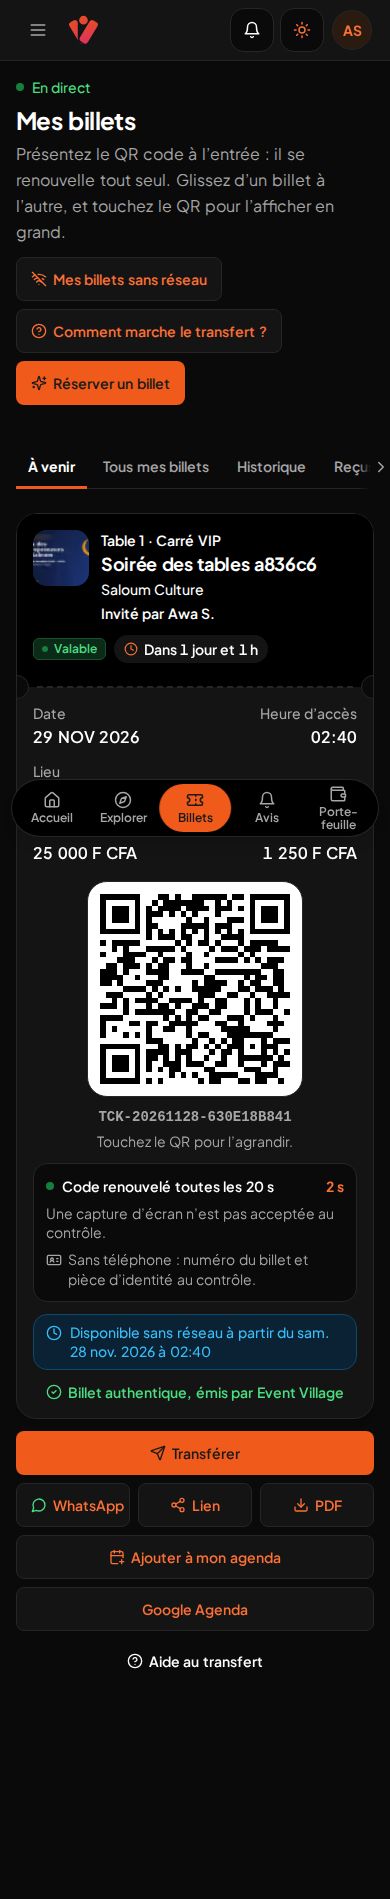 AS
En direct
Mes billets
Présentez le QR code à l’entrée : il se
renouvelle tout seul. Glissez d’un billet à
l’autre, et touchez le QR pour l’afficher en
grand.
Mes billets sans réseau
Comment marche le transfert ?
Réserver un billet
À venir
Tous mes billets
Historique
Reçus
Table 1 · Carré VIP
Soirée des tables a836c6
Saloum Culture
Invité par Awa S.
Valable
Dans 1 jour et 1 h
Date
Heure d’accès
29 NOV 2026
02:40
Lieu
Accueil
Explorer
Billets
Avis
Porte-
feuille
25 000 F CFA
1 250 F CFA
TCK-20261128-630E18B841
Touchez le QR pour l’agrandir.
Code renouvelé toutes les 20 s
2 s
Une capture d’écran n’est pas acceptée au
contrôle.
Sans téléphone : numéro du billet et
pièce d’identité au contrôle.
Disponible sans réseau à partir du sam.
28 nov. 2026 à 02:40
Billet authentique, émis par Event Village
Transférer
WhatsApp
Lien
PDF
Ajouter à mon agenda
Google Agenda
Aide au transfert